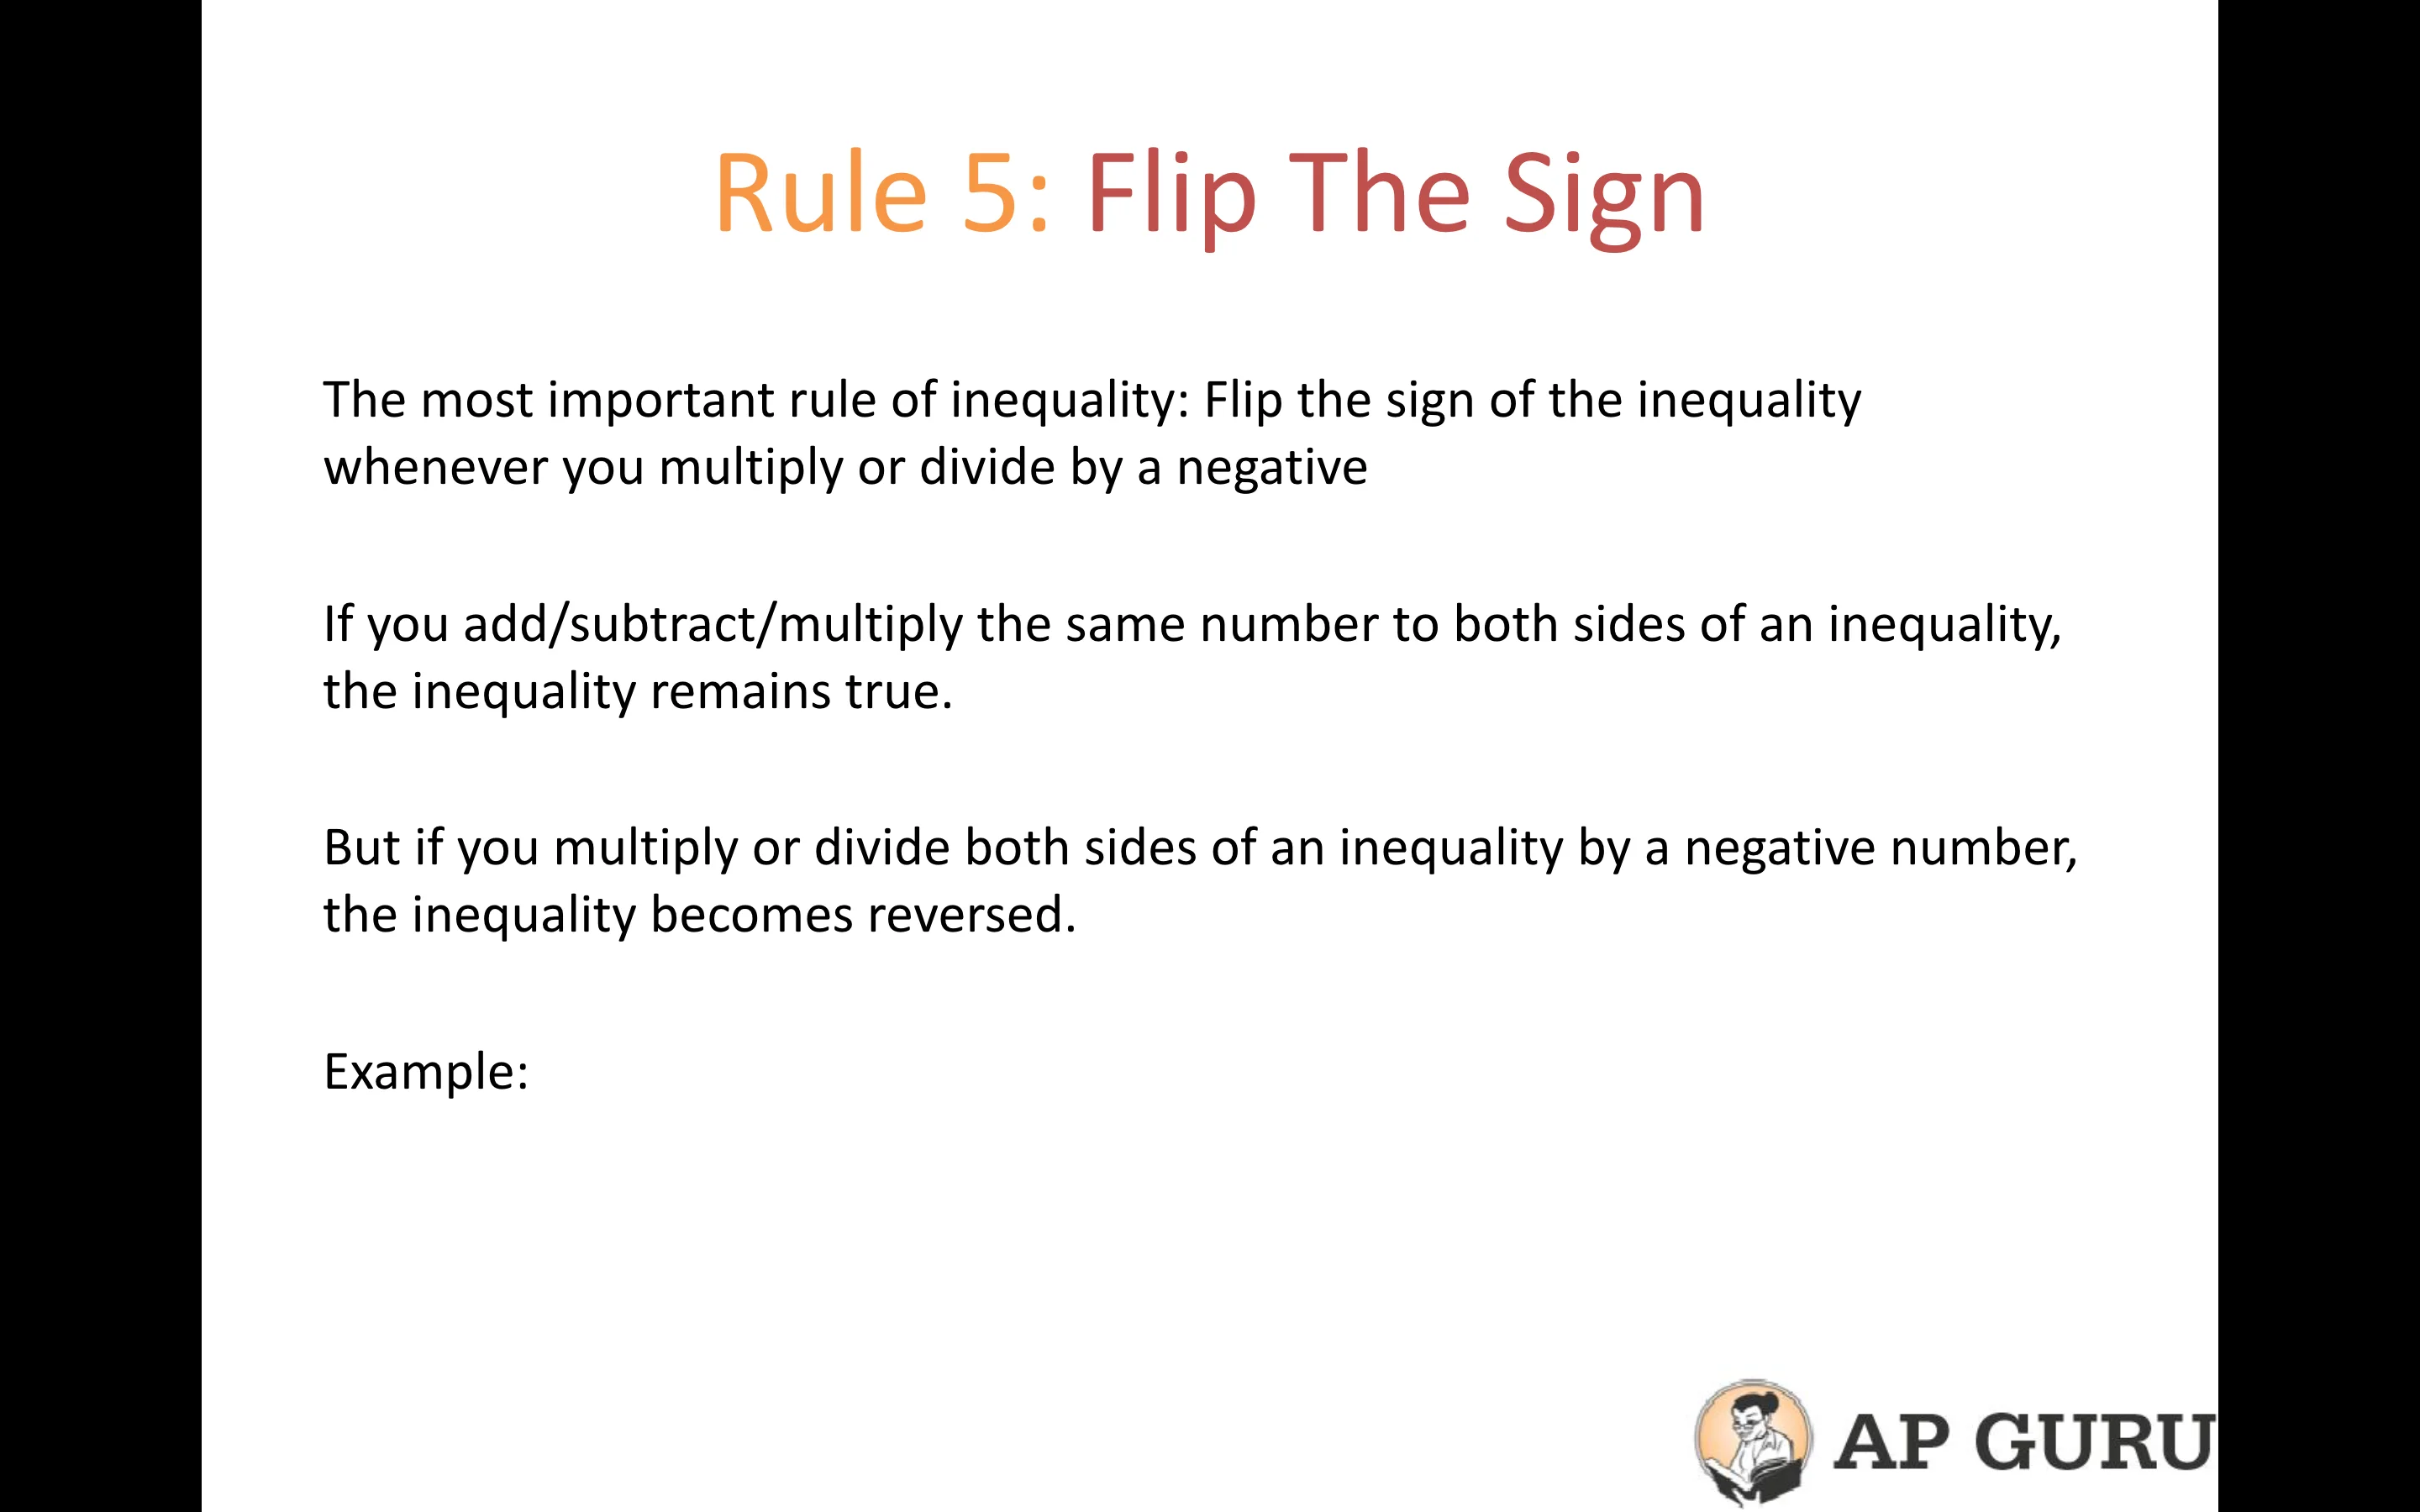 Rule 5: Flip The Sign
The most important rule of inequality: Flip the sign of the inequality
whenever you multiply or divide by a negative
If you add/subtract/multiply the same number to both sides of an inequality,
the inequality remains true.
But if you multiply or divide both sides of an inequality by a negative number,
the inequality becomes reversed.
Example:
AP GURU